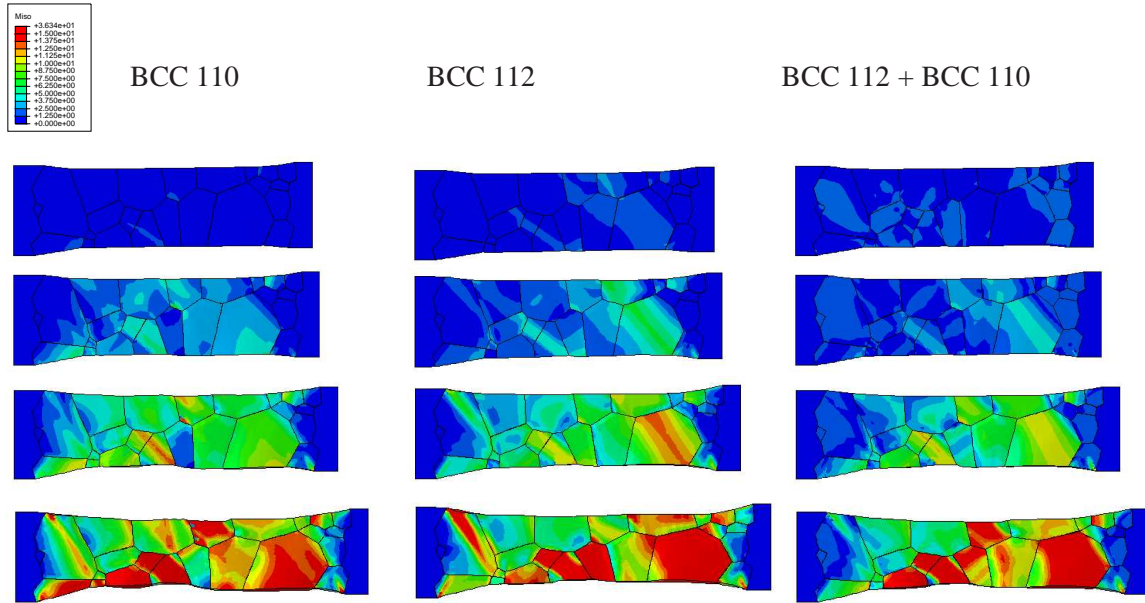 Miso
+3.634e+01
+1.500e+01
+1.375e+01
+1.250e+01
+1.125e+01
+1.000e+01
+8.750e+00
+7.500e+00
+6.250e+00
+5.000e+00
+3.750e+00
+2.500e+00
+1.250e+00
+0.000e+00
BCC 110
BCC 112
BCC 112 + BCC 110